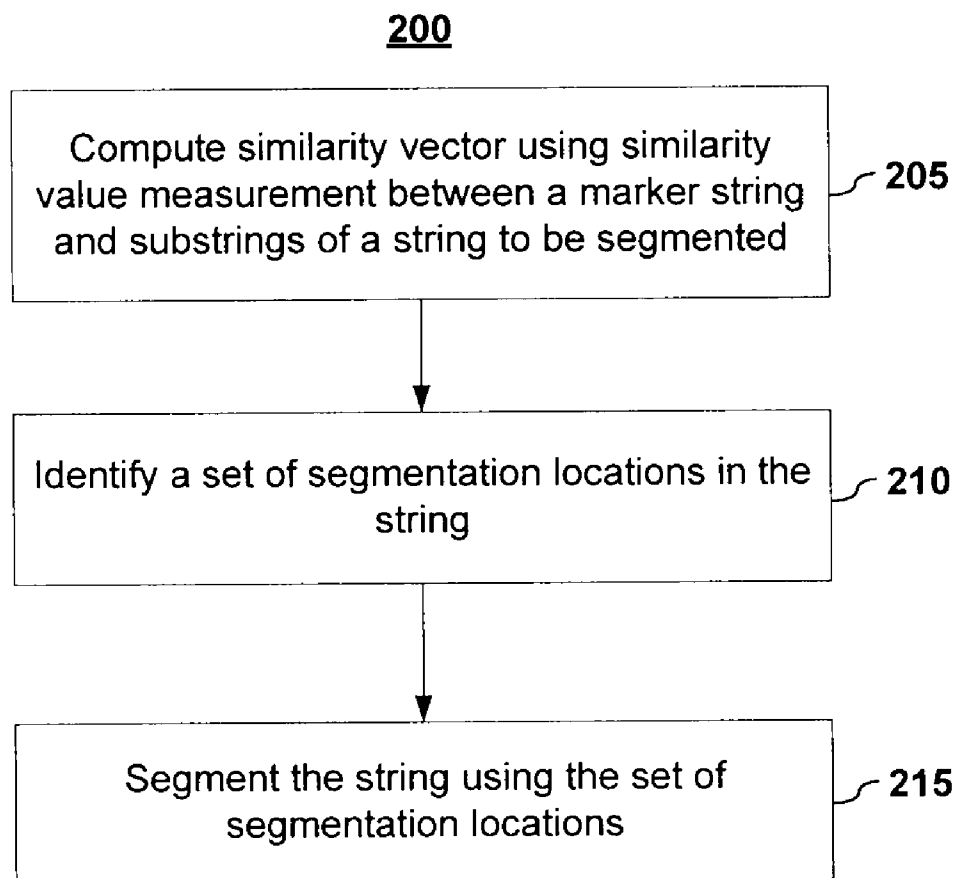 200
Compute similarity vector using similarity
value measurement between a marker string
and substrings of a string to be segmented
205
Identify a set of segmentation locations in the
string
210
Segment the string using the set of
segmentation locations
215